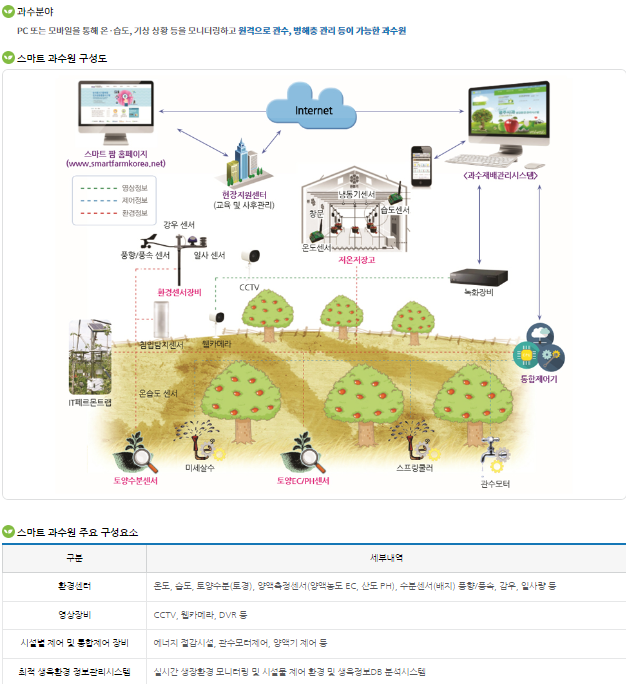 과수분야
PC 또는 모바일을 통해 온·습도, 기상 상황 등을 모니터링하고 원격으로 관수, 병해충 관리 등이 가능한 과수원
스마트 과수원 구성도
Internet
스마트 팜 홈페이지
(www.smartfarmkorea.net)
현장지원센터
(교육 및 사후관리)
<과수재배관리시스템>
영상정보
제어정보
환경정보
냉동기센서
창문
습도센서
온도센서
저온저장고
강우 센서
풍향/풍속 센서
일사 센서
환경센서장비
CCTV
녹화장비
침입탐지센서
웹카메라
통합제어기
IT페르몬트랩
온습도 센서
토양수분센서
미세살수
토양EC/PH센서
스프링쿨러
관수모터
스마트 과수원 주요 구성요소
구분 세부내역
환경센터 온도, 습도, 토양수분(토경), 양액측정센서(양액농도 EC, 산도 PH), 수분센서(배지) 풍향/풍속, 감우, 일사량 등
영상장비 CCTV, 웹카메라, DVR 등
시설별 제어 및 통합제어 장비 에너지 절감시설, 관수모터제어, 양액기 제어 등
최적 생육환경 정보관리시스템 실시간 생장환경 모니터링 및 시설물 제어 환경 및 생육정보DB 분석시스템